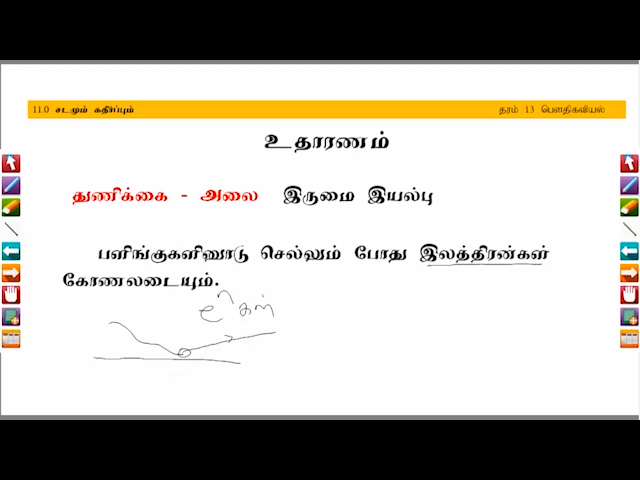 11.0 சடமும் கதிர்ப்பும்
தரம் 13 பௌதிகவியல்
உதாரணம்
துணிக்கை - அலை இருமை இயல்பு
பளிங்குகளினூடு செல்லும் போது இலத்திரன்கள்
கோணலடையும்.